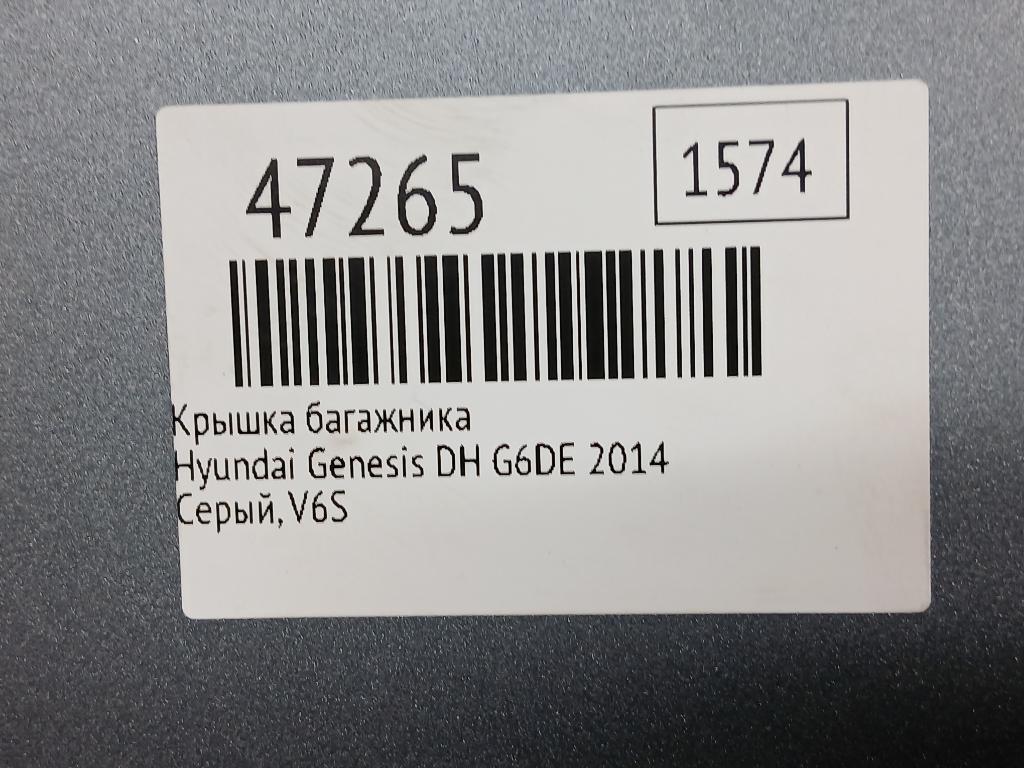 47265
1574
Крышка багажника
Hyundai Genesis DH G6DE 2014
Серый, V6S